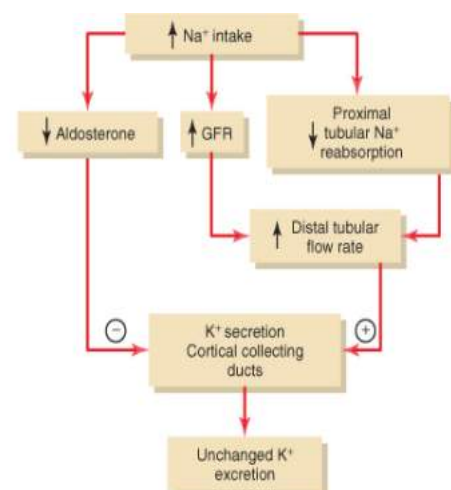 ↑ Na⁺ intake
↓ Aldosterone
↑ GFR
Proximal
↓ tubular Na⁺
reabsorption
↑ Distal tubular
flow rate
−
+
K⁺ secretion
Cortical collecting
ducts
Unchanged K⁺
excretion